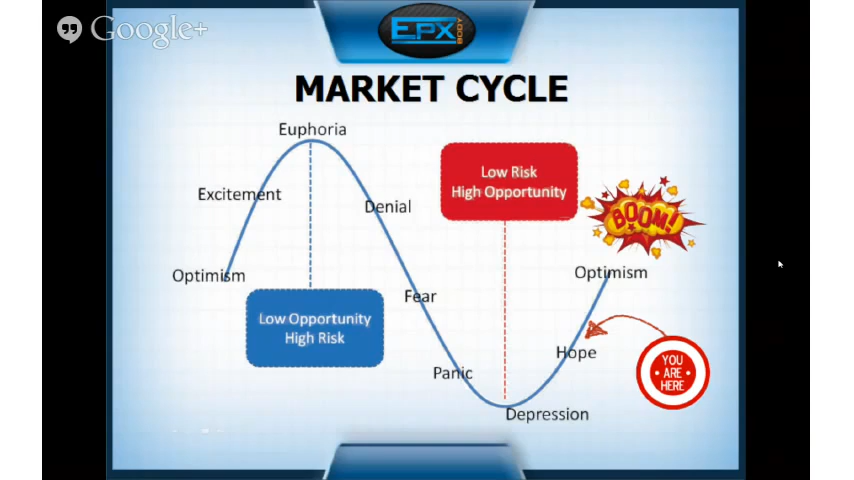 Google+
EPX
BODY
MARKET CYCLE
Euphoria
Low Risk
High Opportunity
Excitement
Denial
BOOM!
Optimism
Optimism
Fear
Low Opportunity
High Risk
Hope
YOU
ARE
HERE
Panic
Depression